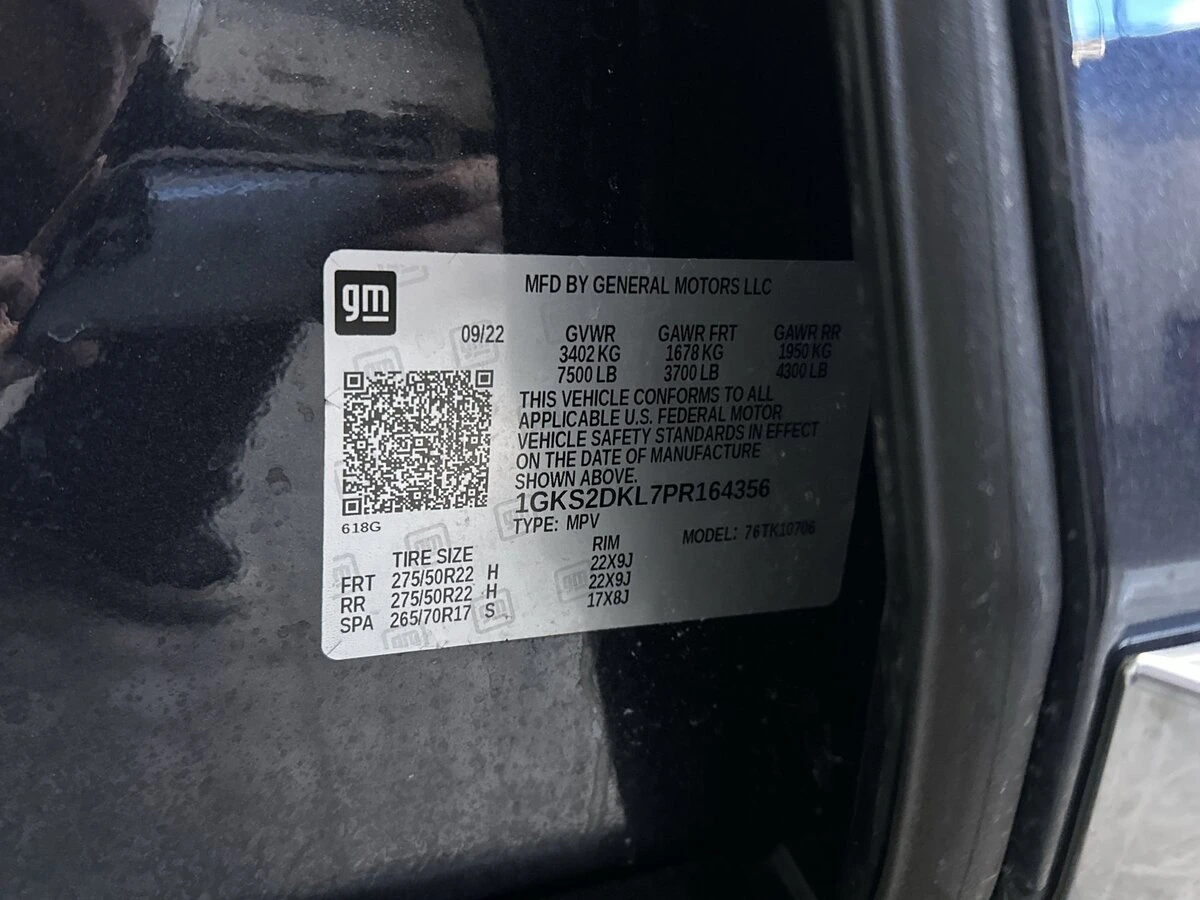 gm
MFD BY GENERAL MOTORS LLC
09/22 GVWR GAWR FRT GAWR RR
3402 KG 1678 KG 1950 KG
7500 LB 3700 LB 4300 LB
THIS VEHICLE CONFORMS TO ALL
APPLICABLE U.S. FEDERAL MOTOR
VEHICLE SAFETY STANDARDS IN EFFECT
ON THE DATE OF MANUFACTURE
SHOWN ABOVE.
1GKS2DKL7PR164356
618G
TYPE: MPV MODEL: 76TK10706
TIRE SIZE RIM
FRT 275/50R22 H 22X9J
RR 275/50R22 H 22X9J
SPA 265/70R17 S 17X8J